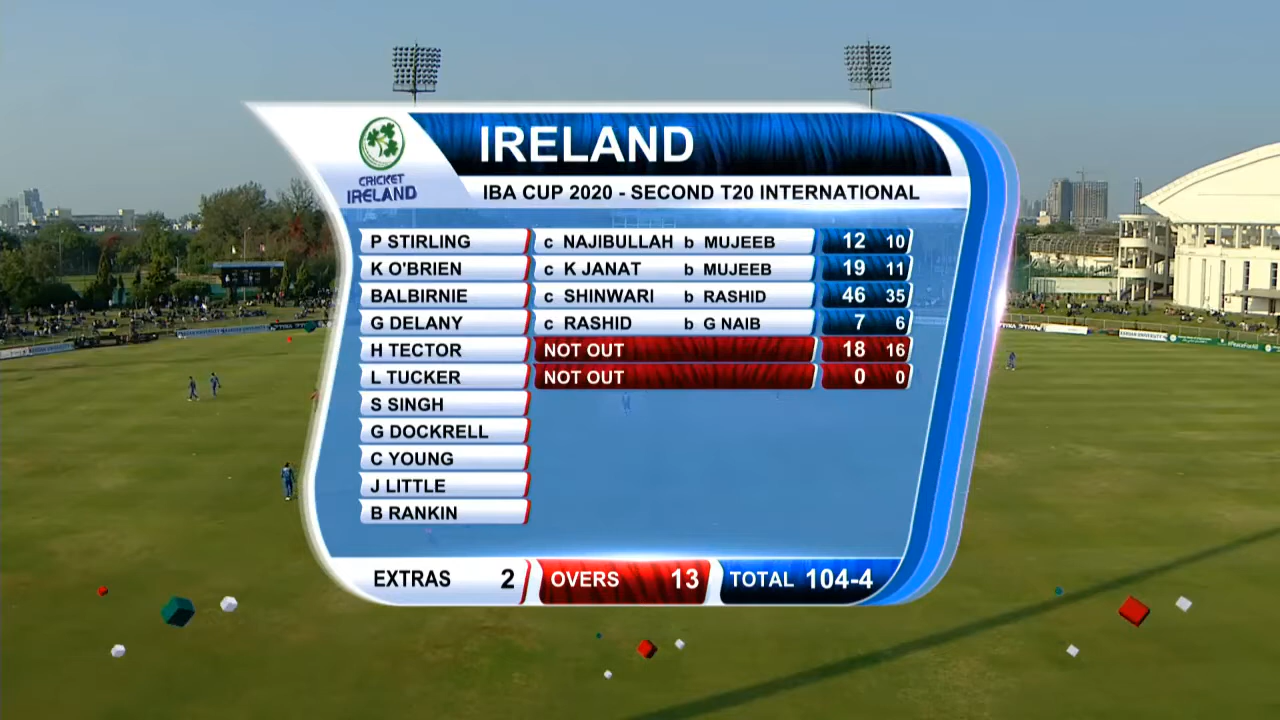 IRELAND
CRICKET
IRELAND
IBA CUP 2020 - SECOND T20 INTERNATIONAL
P STIRLING c NAJIBULLAH b MUJEEB 12 10
K O'BRIEN c K JANAT b MUJEEB 19 11
BALBIRNIE c SHINWARI b RASHID 46 35
G DELANY c RASHID b G NAIB 7 6
H TECTOR NOT OUT 18 16
L TUCKER NOT OUT 0 0
S SINGH
G DOCKRELL
C YOUNG
J LITTLE
B RANKIN
EXTRAS 2 OVERS 13 TOTAL 104-4